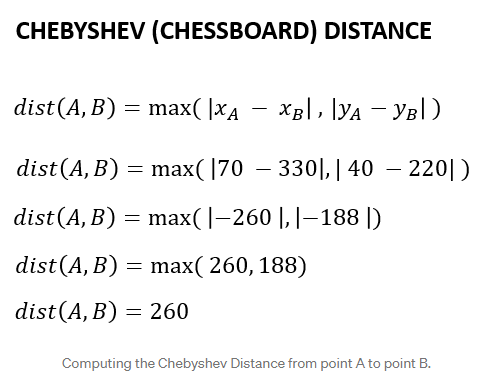 CHEBYSHEV (CHESSBOARD) DISTANCE
dist(A, B) = max( |x_A − x_B| , |y_A − y_B| )
dist(A, B) = max( |70 − 330|, | 40 − 220| )
dist(A, B) = max( |−260 |, |−188 |)
dist(A, B) = max( 260, 188)
dist(A, B) = 260
Computing the Chebyshev Distance from point A to point B.